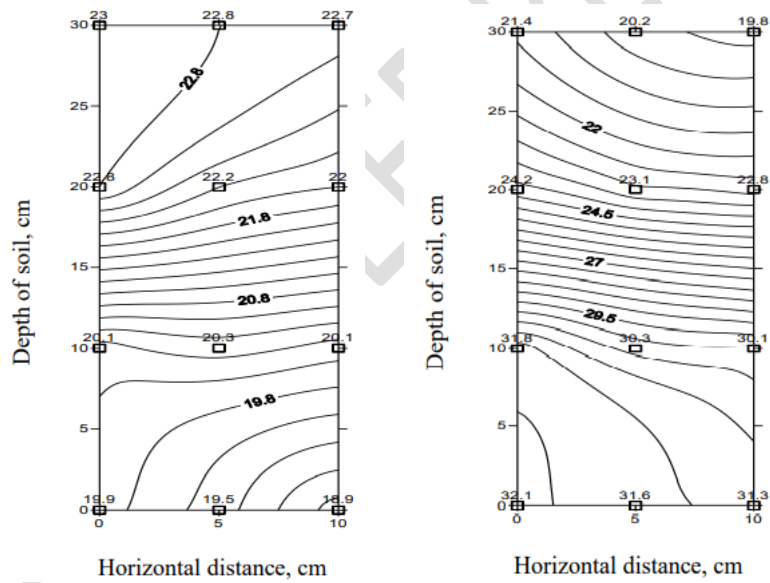 23 22.8 22.7
30
22.8
25
22.8 22.2 22
20
21.8
15
20.8
20.1 20.3 20.1
10
19.8
5
19.9 19.5 18.9
0
0 5 10
Depth of soil, cm
Horizontal distance, cm
21.4 20.2 19.8
30
25
22
24.2 23.1 22.8
20
24.5
15
27
29.5
31.8 30.3 30.1
10
5
32.1 31.6 31.3
0
0 5 10
Depth of soil, cm
Horizontal distance, cm